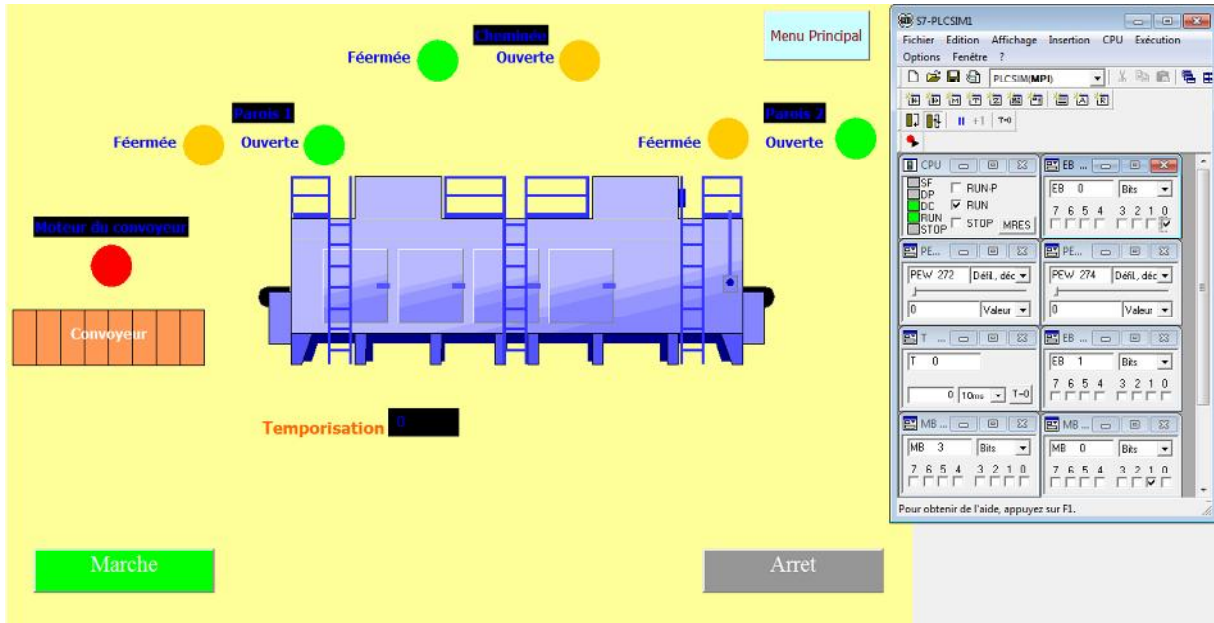 Cheminée
Féermée
Ouverte
Menu Principal
Parois 1
Féermée
Ouverte
Parois 2
Féermée
Ouverte
Moteur du convoyeur
Convoyeur
Temporisation
0
Marche
Arret
S7-PLCSIM1
Fichier Edition Affichage Insertion CPU Exécution
Options Fenêtre ?
PLCSIM(MPI)
+1 T=0
CPU
SF
DP
DC
RUN
STOP
RUN-P
RUN
STOP
MRES
EB ...
EB 0 Bits
7 6 5 4 3 2 1 0
PE...
PEW 272 Défil., déc
0 Valeur
PE...
PEW 274 Défil., déc
0 Valeur
T ...
T 0
0 10ms T=0
EB ...
EB 1 Bits
7 6 5 4 3 2 1 0
MB ...
MB 3 Bits
7 6 5 4 3 2 1 0
MB ...
MB 0 Bits
7 6 5 4 3 2 1 0
Pour obtenir de l'aide, appuyez sur F1.